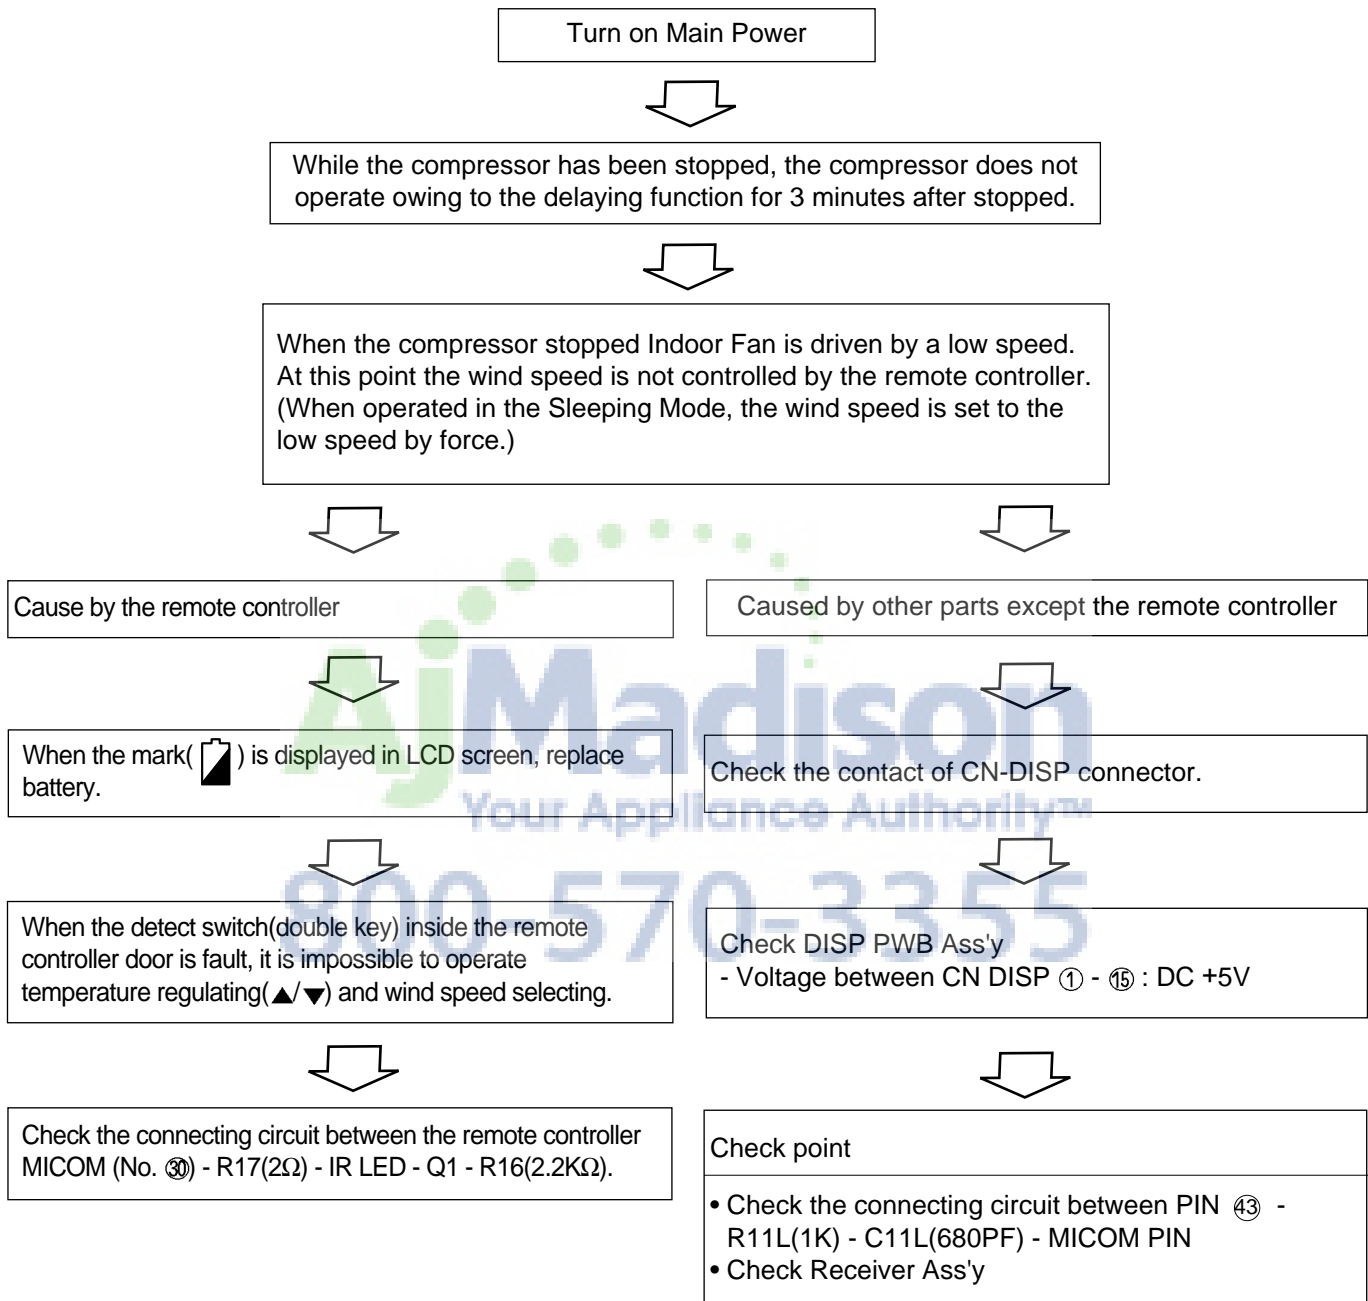 Turn on Main Power
While the compressor has been stopped, the compressor does not
operate owing to the delaying function for 3 minutes after stopped.
When the compressor stopped Indoor Fan is driven by a low speed.
At this point the wind speed is not controlled by the remote controller.
(When operated in the Sleeping Mode, the wind speed is set to the
low speed by force.)
Cause by the remote controller
When the mark( ) is displayed in LCD screen, replace
battery.
When the detect switch(double key) inside the remote
controller door is fault, it is impossible to operate
temperature regulating(▲/▼) and wind speed selecting.
Check the connecting circuit between the remote controller
MICOM (No. ㉚) - R17(2Ω) - IR LED - Q1 - R16(2.2KΩ).
Caused by other parts except the remote controller
Check the contact of CN-DISP connector.
Check DISP PWB Ass'y
- Voltage between CN DISP ① - ⑮ : DC +5V
Check point
• Check the connecting circuit between PIN ㊸ -
R11L(1K) - C11L(680PF) - MICOM PIN
• Check Receiver Ass'y
AjMadison
Your Appliance Authority™
800-570-3355